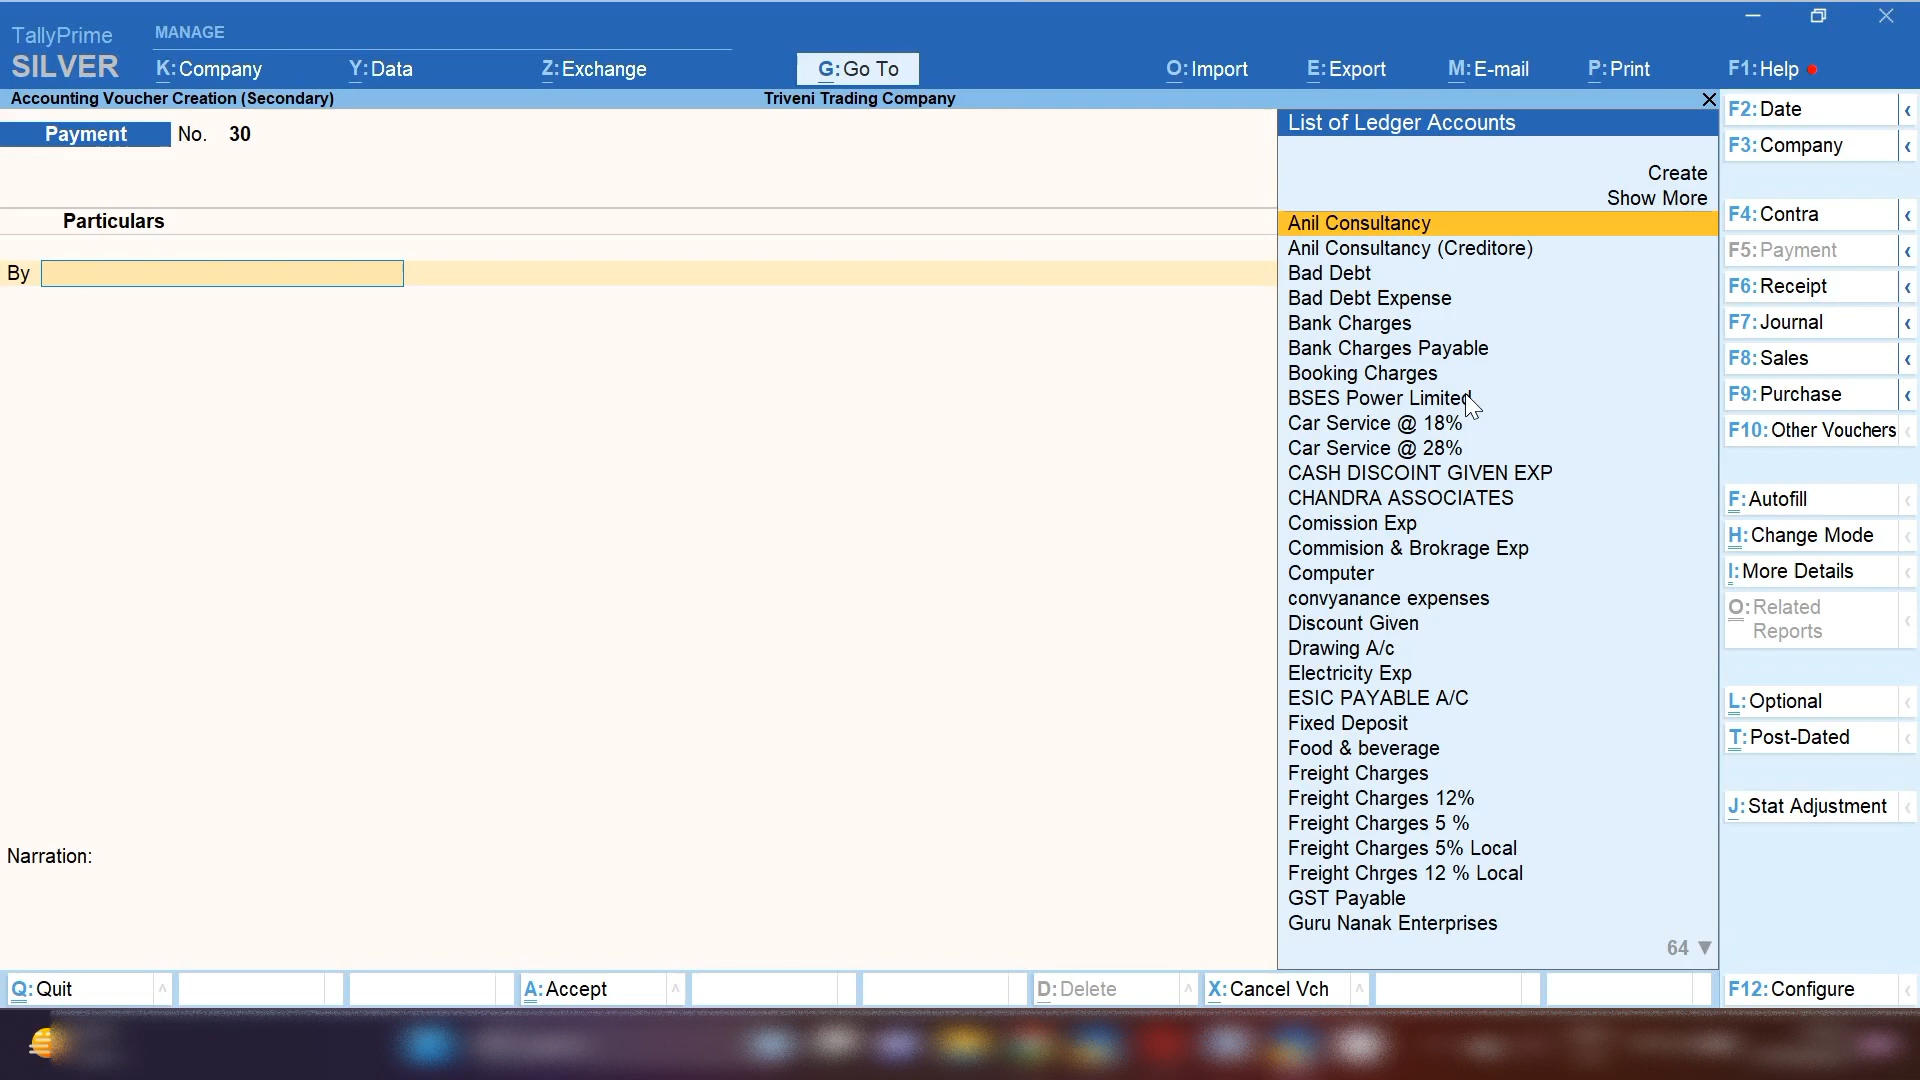 TallyPrime
SILVER
MANAGE
K:Company Y:Data Z:Exchange G:Go To O:Import E:Export M:E-mail P:Print F1:Help
Accounting Voucher Creation (Secondary) Triveni Trading Company
Payment No. 30
Particulars
By
Narration:
List of Ledger Accounts
Create
Show More
Anil Consultancy
Anil Consultancy (Creditore)
Bad Debt
Bad Debt Expense
Bank Charges
Bank Charges Payable
Booking Charges
BSES Power Limited
Car Service @ 18%
Car Service @ 28%
CASH DISCOINT GIVEN EXP
CHANDRA ASSOCIATES
Comission Exp
Commision & Brokrage Exp
Computer
convyanance expenses
Discount Given
Drawing A/c
Electricity Exp
ESIC PAYABLE A/C
Fixed Deposit
Food & beverage
Freight Charges
Freight Charges 12%
Freight Charges 5 %
Freight Charges 5% Local
Freight Chrges 12 % Local
GST Payable
Guru Nanak Enterprises
64 ▼
F2:Date
F3:Company
F4:Contra
F5:Payment
F6:Receipt
F7:Journal
F8:Sales
F9:Purchase
F10:Other Vouchers
F:Autofill
H:Change Mode
I:More Details
O:Related
Reports
L:Optional
T:Post-Dated
J:Stat Adjustment
F12:Configure
Q:Quit A:Accept D:Delete X:Cancel Vch